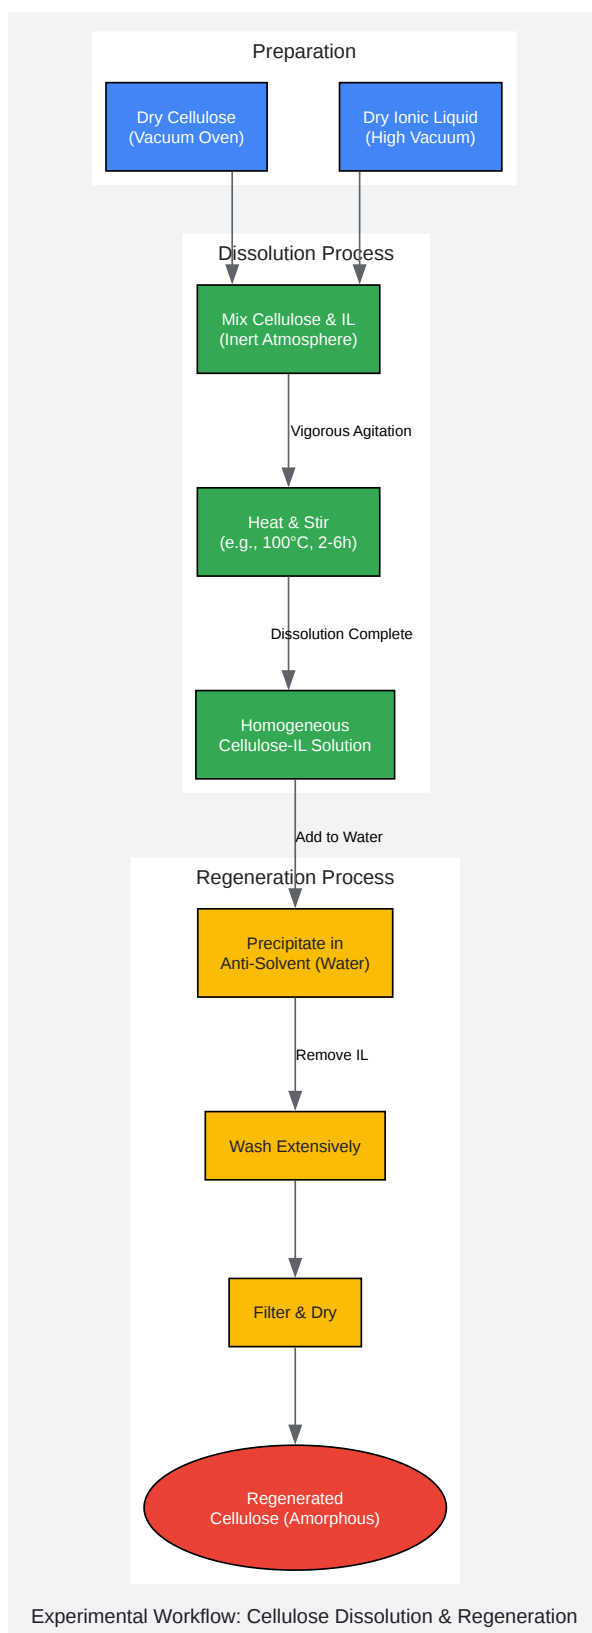 Preparation
Dry Cellulose
(Vacuum Oven)
Dry Ionic Liquid
(High Vacuum)
Dissolution Process
Mix Cellulose & IL
(Inert Atmosphere)
Vigorous Agitation
Heat & Stir
(e.g., 100°C, 2-6h)
Dissolution Complete
Homogeneous
Cellulose-IL Solution
Add to Water
Regeneration Process
Precipitate in
Anti-Solvent (Water)
Remove IL
Wash Extensively
Filter & Dry
Regenerated
Cellulose (Amorphous)
Experimental Workflow: Cellulose Dissolution & Regeneration